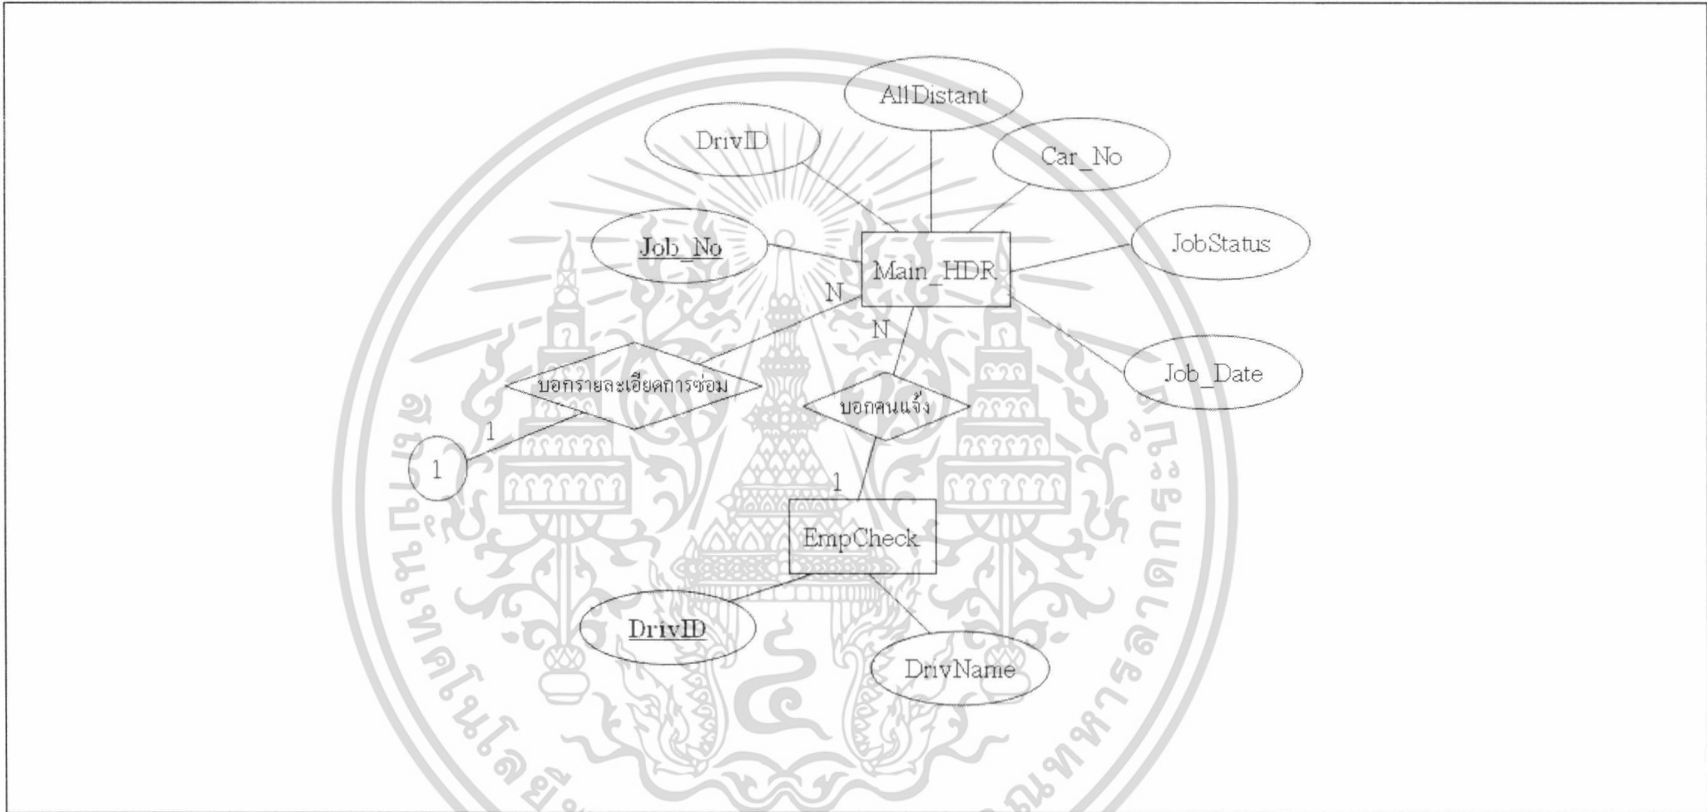 AllDistant
DrivID
Car_No
Job_No
JobStatus
Main_HDR
N
N
Job_Date
บอกรายละเอียดการซ่อม
บอกคนแจ้ง
1
1
1
EmpCheck
DrivID
DrivName